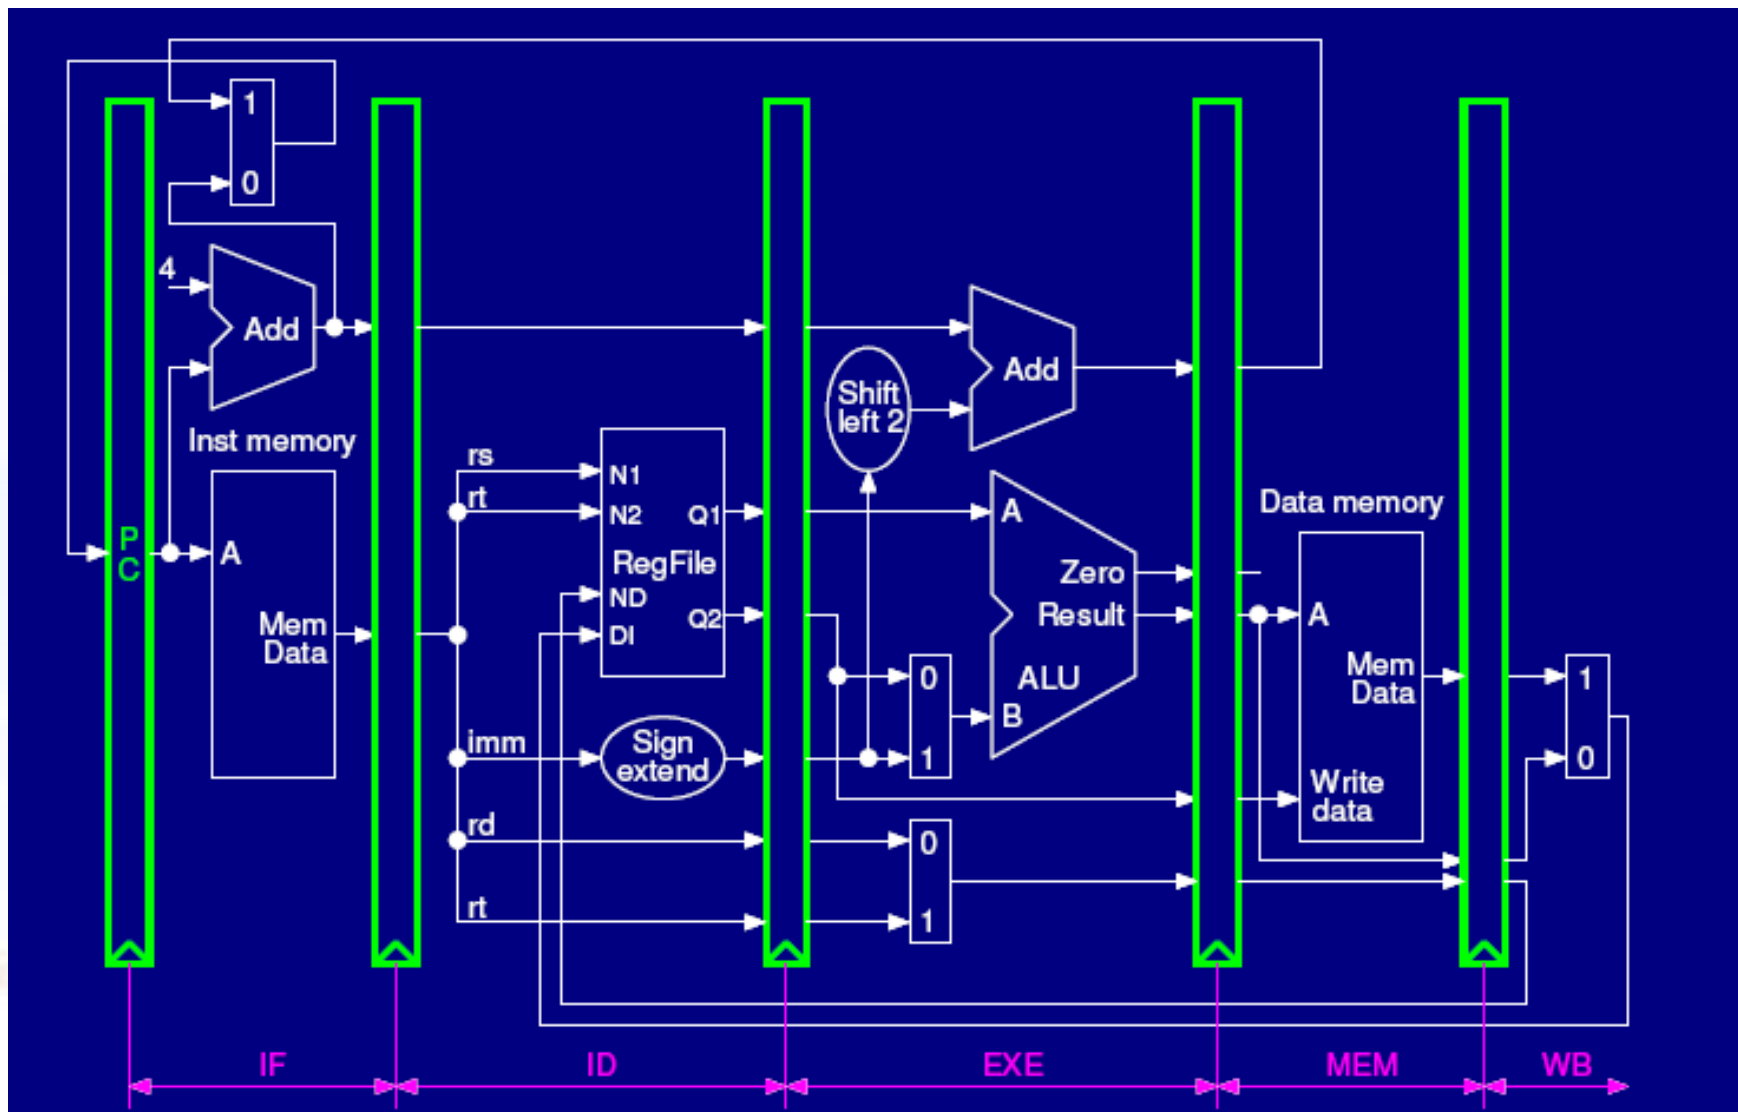 1
0
4
Add
Inst memory
P
C
A
Mem
Data
rs
rt
imm
rd
rt
N1
N2
Q1
RegFile
ND
Q2
DI
Sign
extend
Shift
left 2
Add
A
Zero
Result
ALU
B
0
1
0
1
Data memory
A
Mem
Data
Write
data
1
0
IF
ID
EXE
MEM
WB